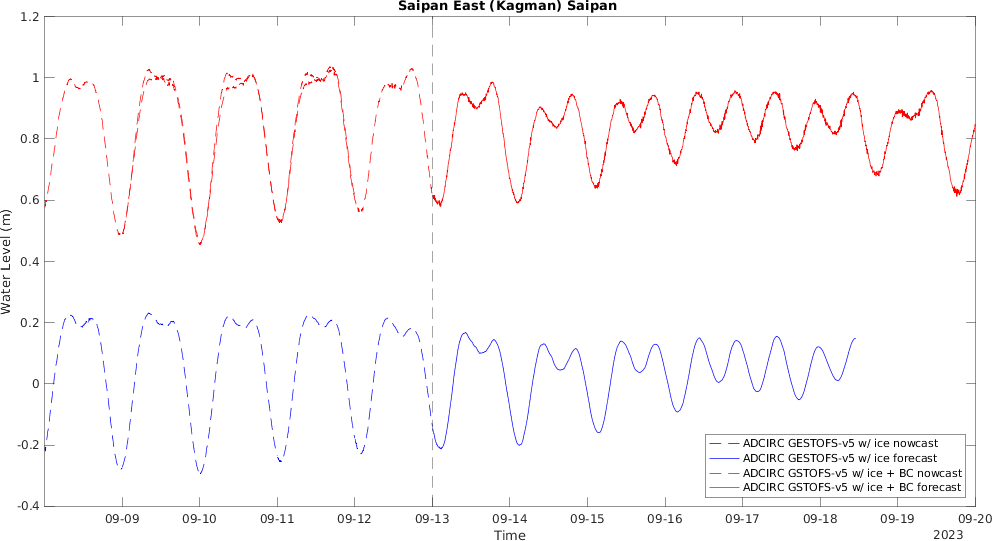 Saipan East (Kagman) Saipan
1.2
1
0.8
0.6
0.4
0.2
0
-0.2
-0.4
Water Level (m)
ADCIRC GESTOFS-v5 w/ ice nowcast
ADCIRC GESTOFS-v5 w/ ice forecast
ADCIRC GSTOFS-v5 w/ ice + BC nowcast
ADCIRC GSTOFS-v5 w/ ice + BC forecast
09-09 09-10 09-11 09-12 09-13 09-14 09-15 09-16 09-17 09-18 09-19 09-20
Time
2023